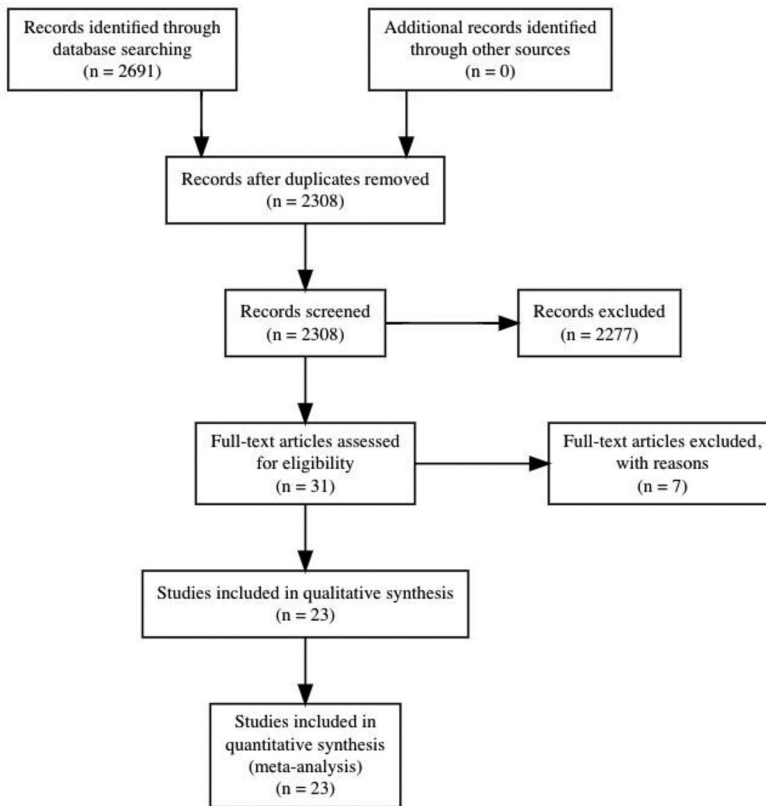 Records identified through
database searching
(n = 2691)
Additional records identified
through other sources
(n = 0)
Records after duplicates removed
(n = 2308)
Records screened
(n = 2308)
Records excluded
(n = 2277)
Full-text articles assessed
for eligibility
(n = 31)
Full-text articles excluded,
with reasons
(n = 7)
Studies included in qualitative synthesis
(n = 23)
Studies included in
quantitative synthesis
(meta-analysis)
(n = 23)